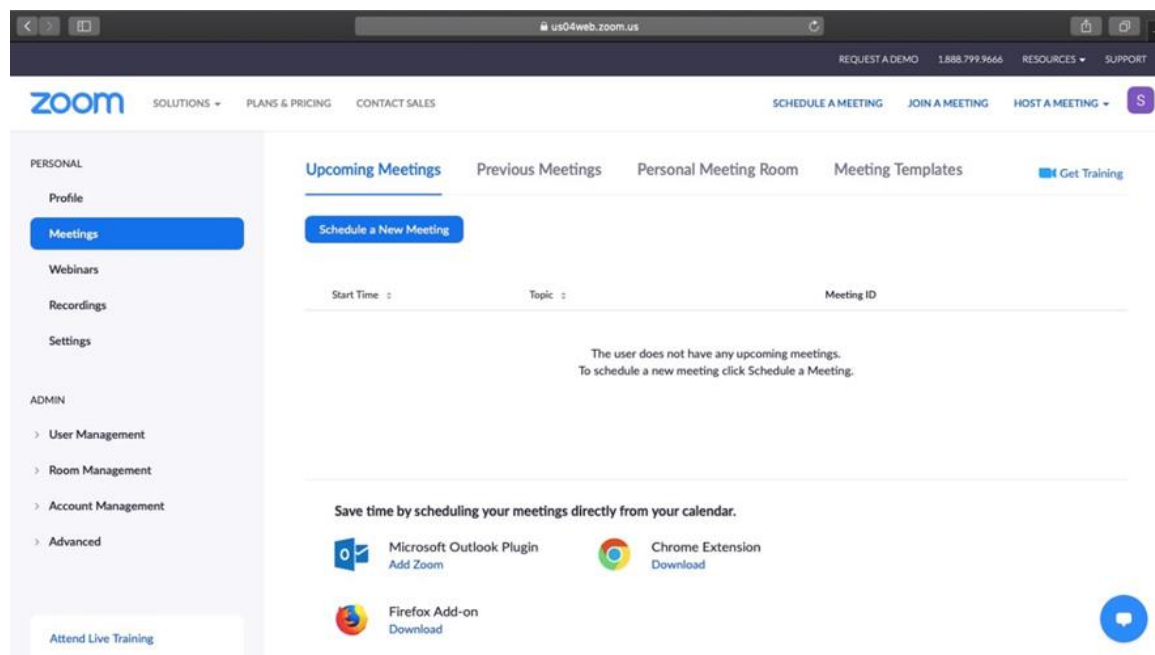 us04web.zoom.us
REQUEST A DEMO 1.888.799.9666 RESOURCES SUPPORT
zoom SOLUTIONS PLANS & PRICING CONTACT SALES SCHEDULE A MEETING JOIN A MEETING HOST A MEETING S
PERSONAL
Profile
Meetings
Webinars
Recordings
Settings
ADMIN
User Management
Room Management
Account Management
Advanced
Attend Live Training
Upcoming Meetings Previous Meetings Personal Meeting Room Meeting Templates Get Training
Schedule a New Meeting
Start Time Topic Meeting ID
The user does not have any upcoming meetings.
To schedule a new meeting click Schedule a Meeting.
Save time by scheduling your meetings directly from your calendar.
Microsoft Outlook Plugin
Add Zoom
Chrome Extension
Download
Firefox Add-on
Download